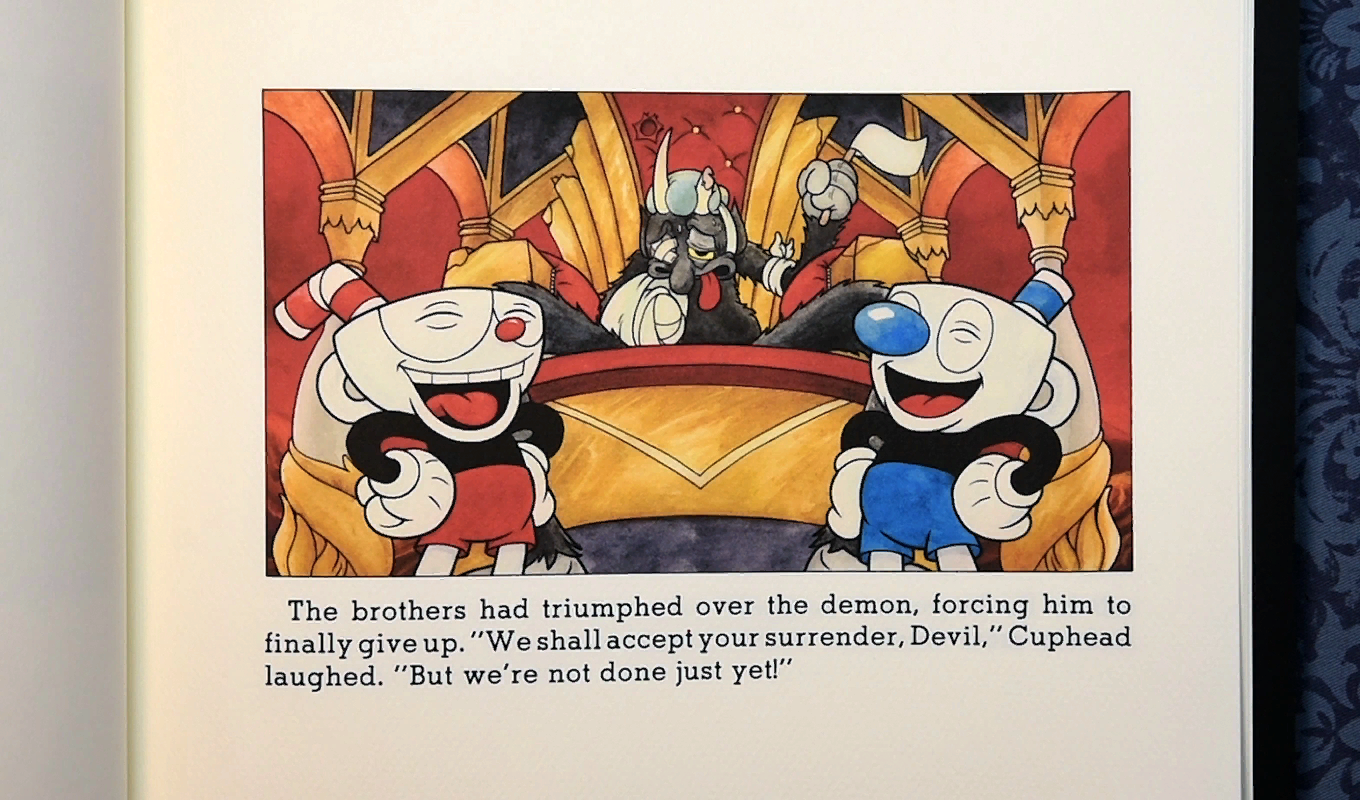 The brothers had triumphed over the demon, forcing him to
finally give up. "We shall accept your surrender, Devil," Cuphead
laughed. "But we're not done just yet!"